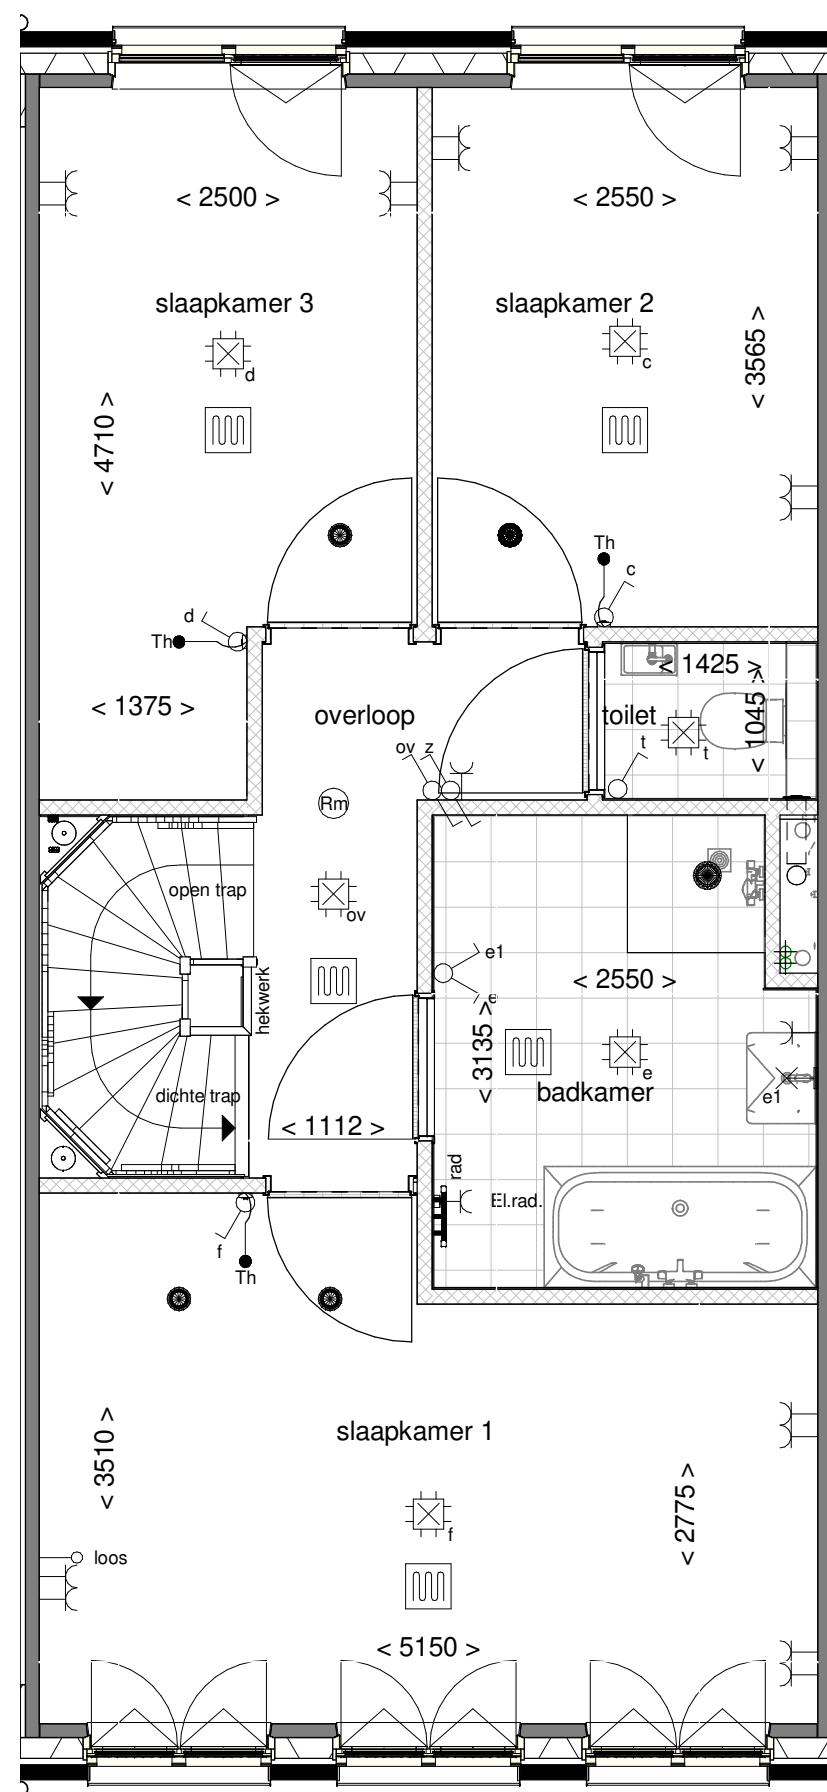 < 2500 >
< 2550 >
slaapkamer 3
slaapkamer 2
d
c
< 3565 >
< 4710 >
Th
c
d
Th
< 1425 >
< 1375 >
overloop
toilet
< 1045 >
t
t
ov z
Rm
open trap
ov
e1
e
hekwerk
< 2550 >
< 3135 >
e
badkamer
e1
dichte trap
< 1112 >
rad
El.rad.
f
Th
slaapkamer 1
< 3510 >
< 2775 >
f
loos
< 5150 >